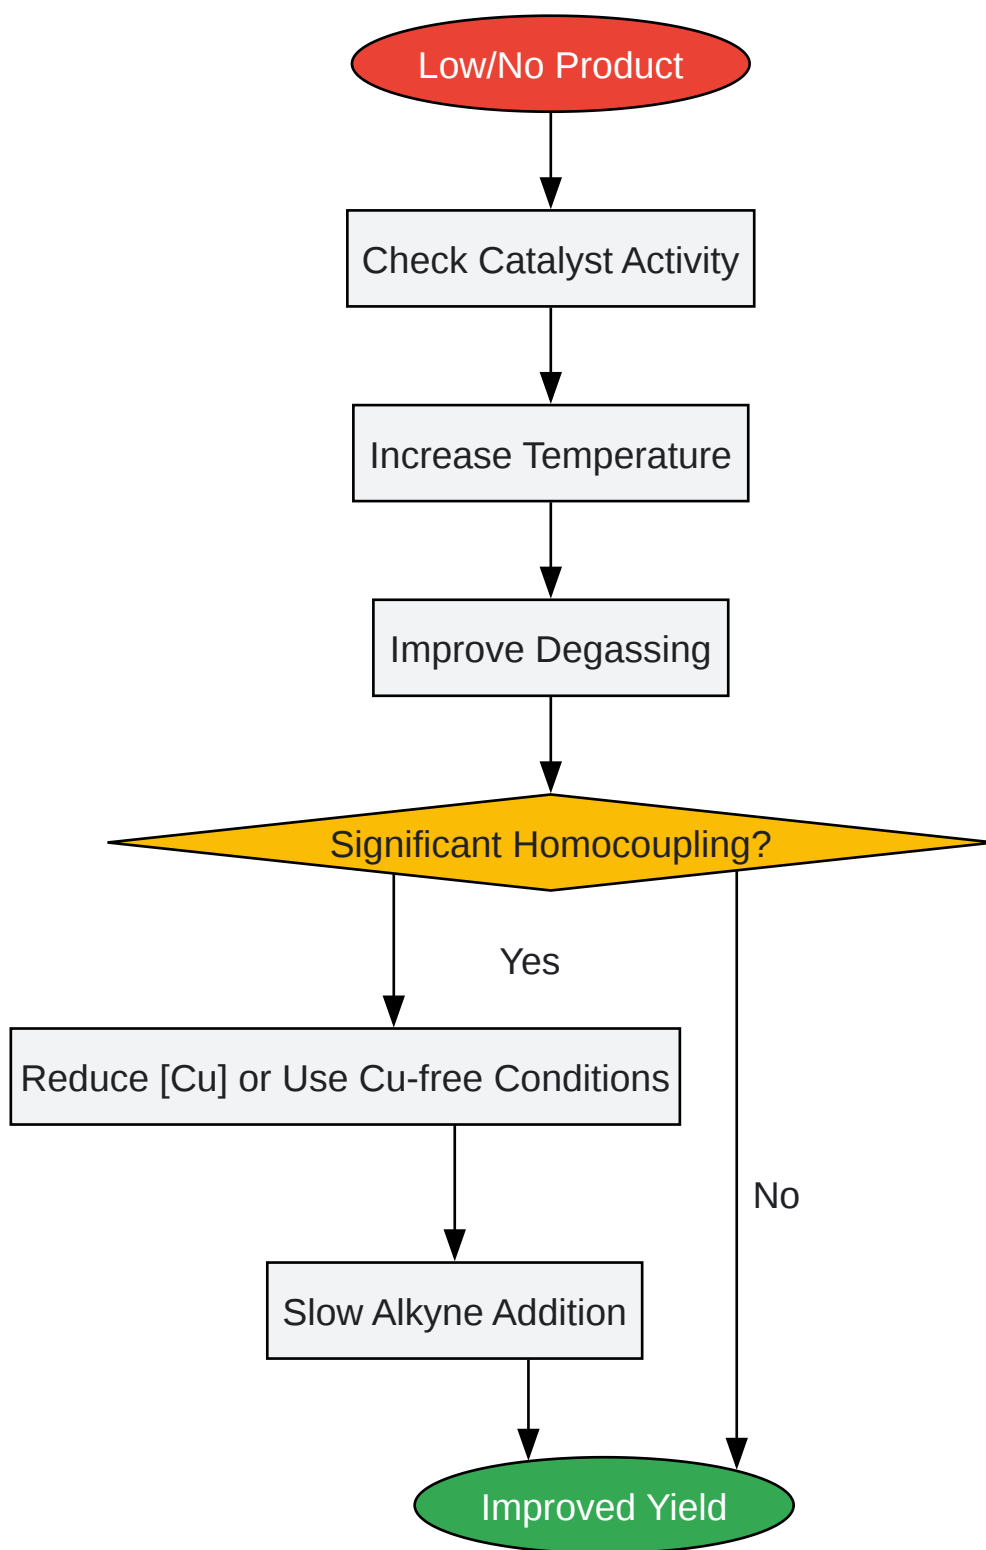 Low/No Product
Check Catalyst Activity
Increase Temperature
Improve Degassing
Significant Homocoupling?
Yes
Reduce [Cu] or Use Cu-free Conditions
No
Slow Alkyne Addition
Improved Yield